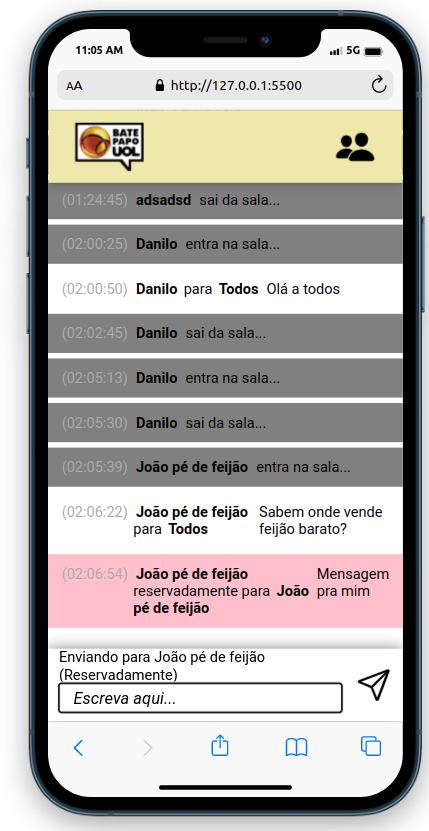 11:05 AM
5G
AA
http://127.0.0.1:5500
BATE
PAPO
UOL
(01:24:45) adsadsd sai da sala...
(02:00:25) Danilo entra na sala...
(02:00:50) Danilo para Todos Olá a todos
(02:02:45) Danilo sai da sala...
(02:05:13) Danilo entra na sala...
(02:05:30) Danilo sai da sala...
(02:05:39) João pé de feijão entra na sala...
(02:06:22) João pé de feijão
para Todos
Sabem onde vende
feijão barato?
(02:06:54) João pé de feijão
reservadamente para João
pé de feijão
Mensagem
pra mim
Enviando para João pé de feijão
(Reservadamente)
Escreva aqui...